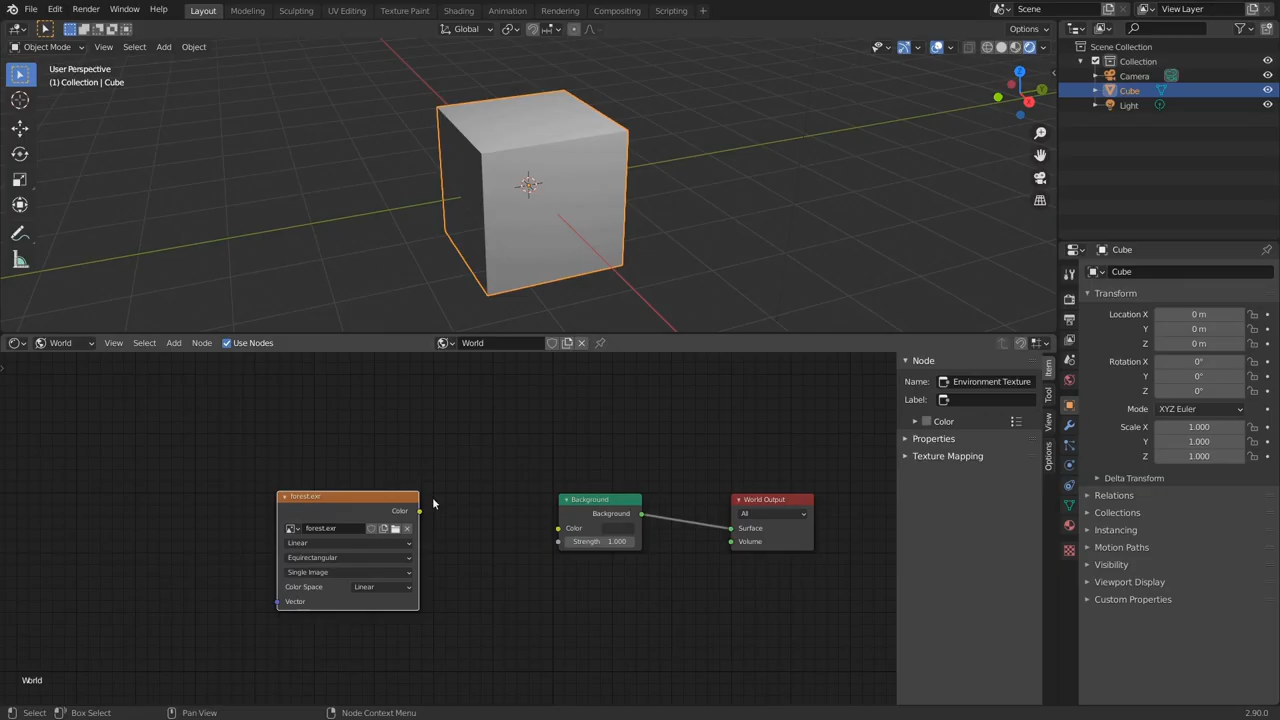 File Edit Render Window Help Layout Modeling Sculpting UV Editing Texture Paint Shading Animation Rendering Compositing Scripting + Scene View Layer
Global Options
Object Mode View Select Add Object
User Perspective
(1) Collection | Cube
Z
Y
X
Scene Collection
Collection
Camera
Cube
Light
Cube
Cube
Transform
Location X 0 m
Y 0 m
Z 0 m
Rotation X 0°
Y 0°
Z 0°
Mode XYZ Euler
Scale X 1.000
Y 1.000
Z 1.000
Delta Transform
Relations
Collections
Instancing
Motion Paths
Visibility
Viewport Display
Custom Properties
World View Select Add Node Use Nodes World
forest.exr
Color
forest.exr
Linear
Equirectangular
Single Image
Color Space Linear
Vector
Background
Background
Color
Strength 1.000
World Output
All
Surface
Volume
Node
Name: Environment Texture
Label:
Color
Properties
Texture Mapping
Item
Tool
View
Options
World
Select Box Select Pan View Node Context Menu 2.90.0